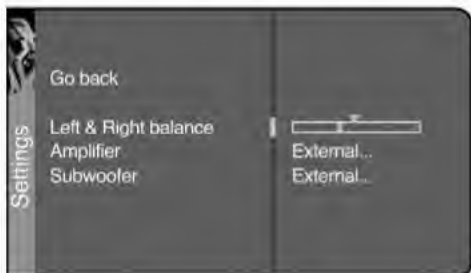 Settings
Go back
Left & Right balance
Amplifier External...
Subwoofer External...